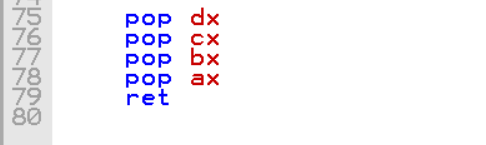 75 pop dx
76 pop cx
77 pop bx
78 pop ax
79 ret
80